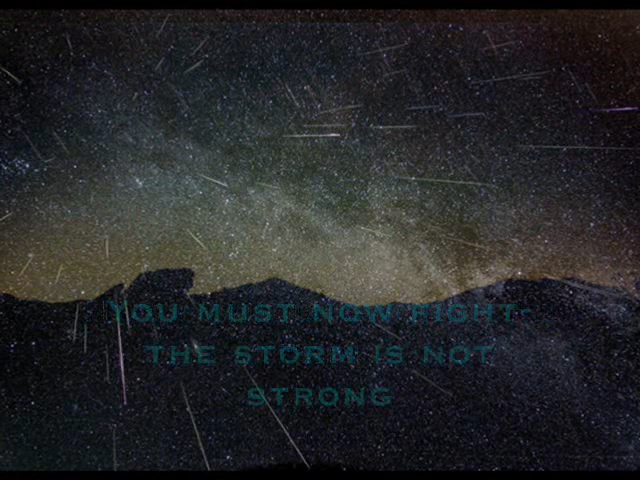 YOU MUST NOW FIGHT-
THE STORM IS NOT
STRONG